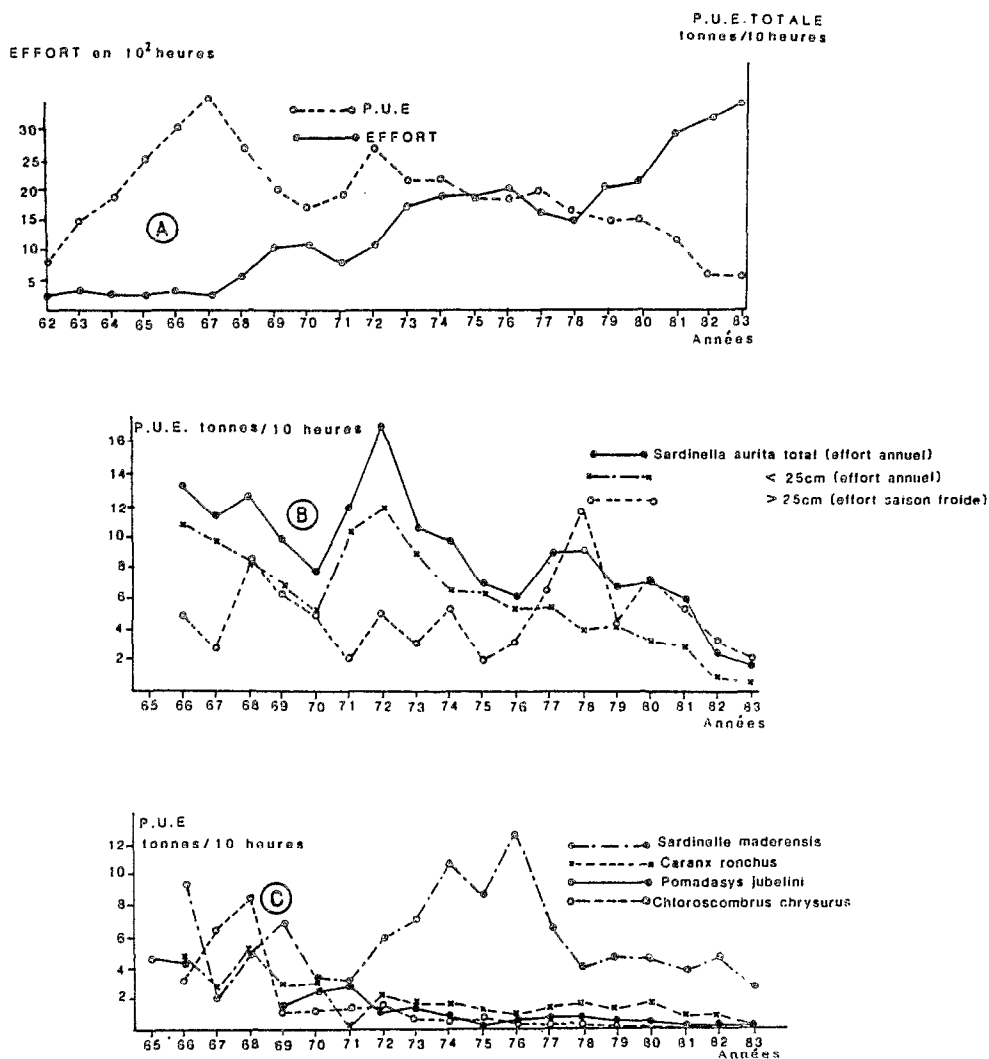 P.U.E.TOTALE
tonnes/10 heures
EFFORT en 10² heures
P.U.E
EFFORT
30
25
20
15
10
5
A
62 63 64 65 66 67 68 69 70 71 72 73 74 75 76 77 78 79 80 81 82 83
Années
P.U.E. tonnes/10 heures
16
14
12
10
8
6
4
2
B
Sardinella aurita total (effort annuel)
< 25cm (effort annuel)
> 25cm (effort saison froide)
65 66 67 68 69 70 71 72 73 74 75 76 77 78 79 80 81 82 83
Années
P.U.E
tonnes/10 heures
12
10
8
6
4
2
C
Sardinelle maderensis
Caranx ronchus
Pomadasys jubelini
Chloroscombrus chrysurus
65 66 67 68 69 70 71 72 73 74 75 76 77 78 79 80 81 82 83
Années